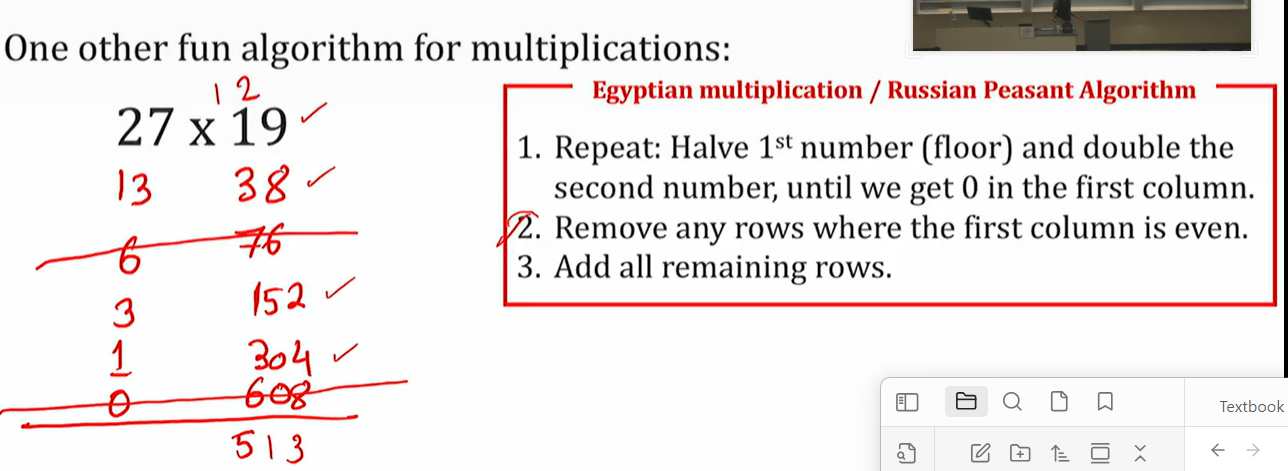 One other fun algorithm for multiplications:
1 2
27 x 19 ✓
13 38 ✓
6 76
3 152 ✓
1 304 ✓
0 608
513
Egyptian multiplication / Russian Peasant Algorithm
1. Repeat: Halve 1st number (floor) and double the
second number, until we get 0 in the first column.
2. Remove any rows where the first column is even.
3. Add all remaining rows.
Textbook